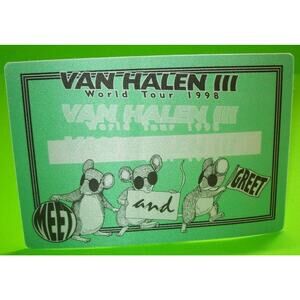 VAN HALEN III
World Tour 1998
VAN HALEN III
World Tour 1998
MEET
and
GREET